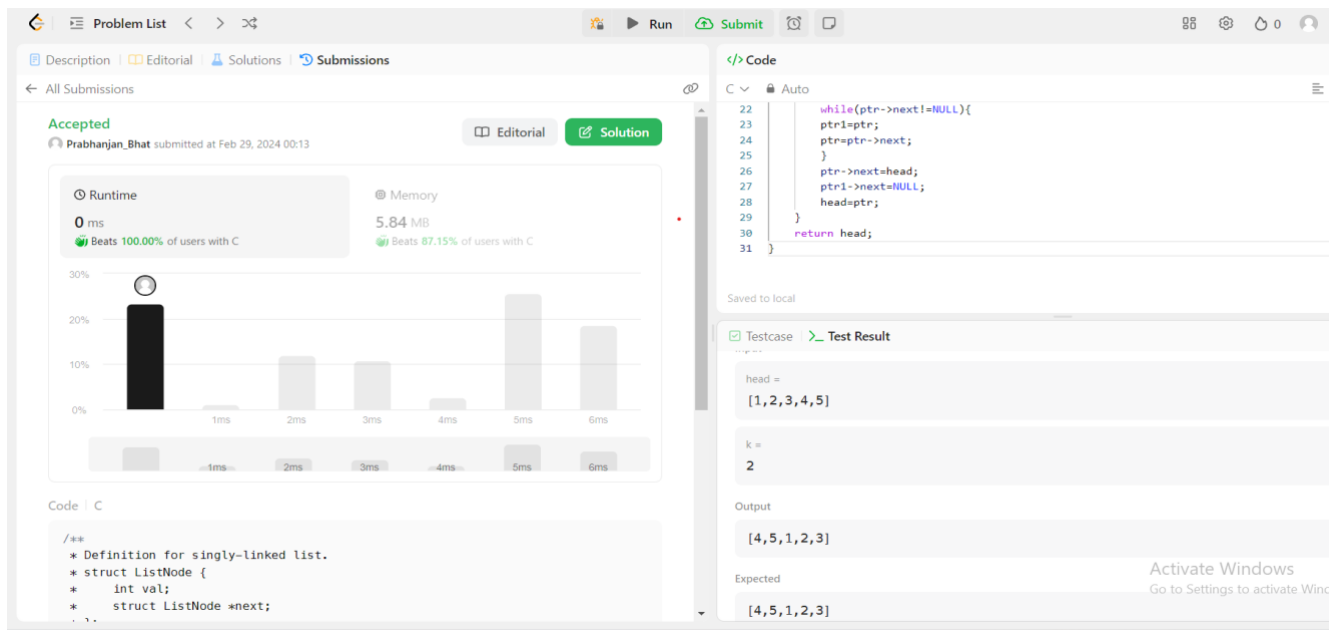 Problem List
Run
Submit
0
Description
Editorial
Solutions
Submissions
All Submissions
Accepted
Prabhanjan_Bhat submitted at Feb 29, 2024 00:13
Editorial
Solution
Runtime
0 ms
Beats 100.00% of users with C
Memory
5.84 MB
Beats 87.15% of users with C
30%
20%
10%
0%
1ms 2ms 3ms 4ms 5ms 6ms
1ms 2ms 3ms 4ms 5ms 6ms
Code | C
/**
* Definition for singly-linked list.
* struct ListNode {
*     int val;
*     struct ListNode *next;
* };
</> Code
C
Auto
22 while(ptr->next!=NULL){
23 ptr1=ptr;
24 ptr=ptr->next;
25 }
26 ptr->next=head;
27 ptr1->next=NULL;
28 head=ptr;
29 }
30 return head;
31 }
Saved to local
Testcase
>_ Test Result
Input
head =
[1,2,3,4,5]
k =
2
Output
[4,5,1,2,3]
Expected
[4,5,1,2,3]
Activate Windows
Go to Settings to activate Winc